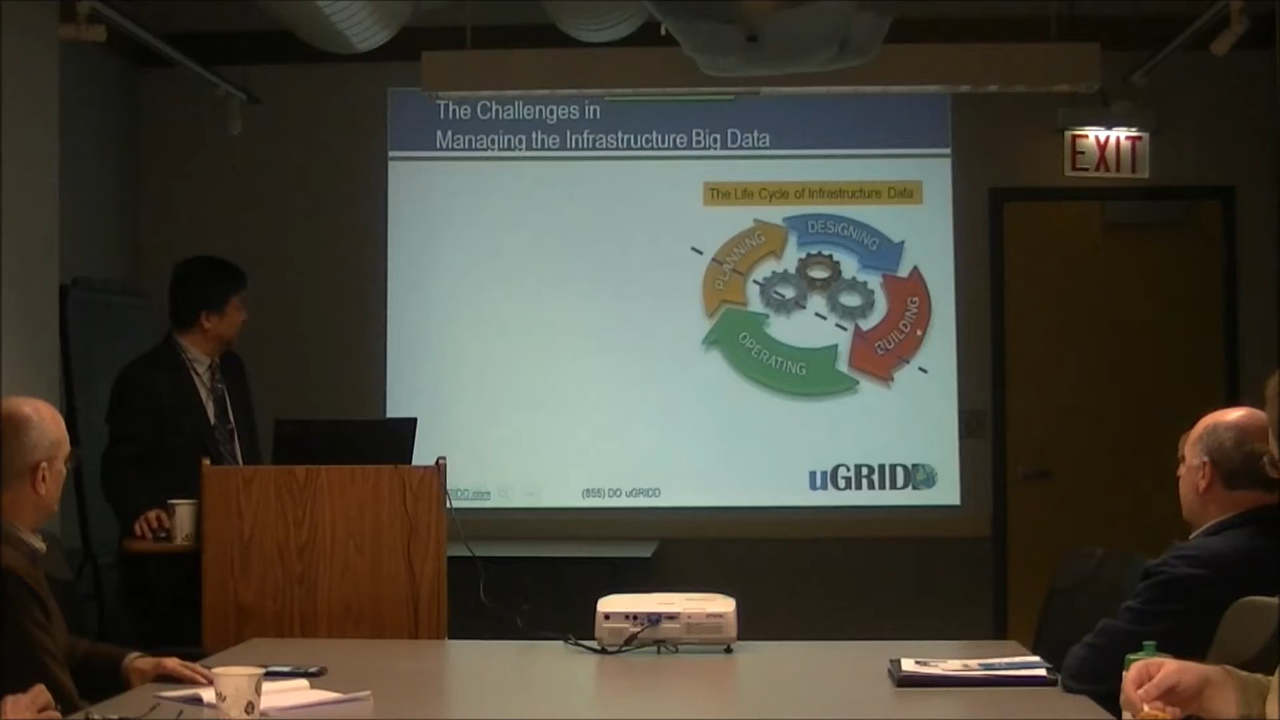 The Challenges in
Managing the Infrastructure Big Data
EXIT
The Life Cycle of Infrastructure Data
PLANNING
DESIGNING
BUILDING
OPERATING
uGRIDD
(855) DO uGRIDD